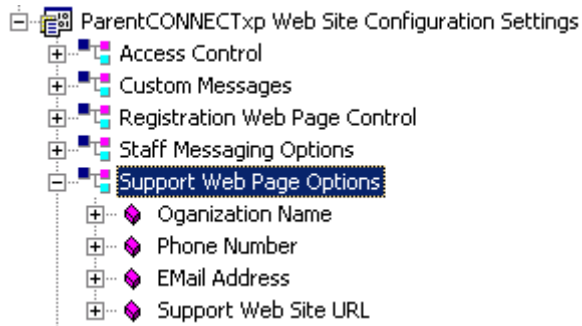 ParentCONNECTxp Web Site Configuration Settings
Access Control
Custom Messages
Registration Web Page Control
Staff Messaging Options
Support Web Page Options
Oganization Name
Phone Number
EMail Address
Support Web Site URL